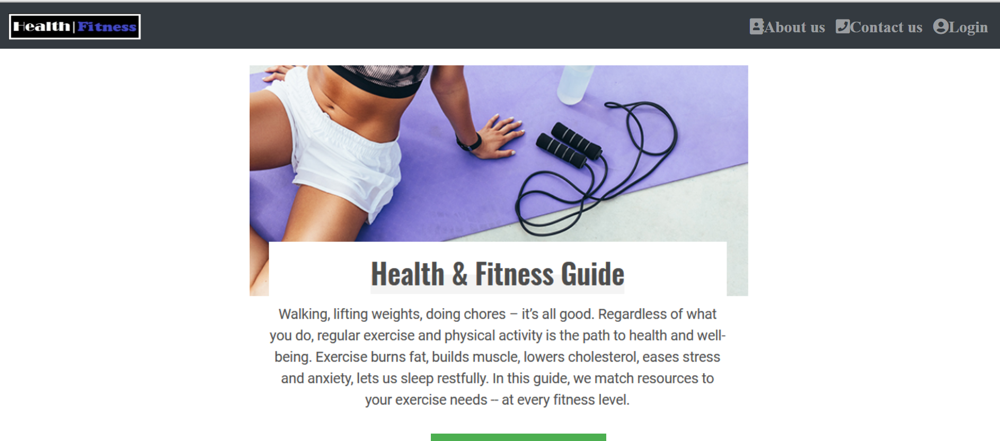 Health|Fitness
About us Contact us Login
Health & Fitness Guide
Walking, lifting weights, doing chores – it’s all good. Regardless of what
you do, regular exercise and physical activity is the path to health and well-
being. Exercise burns fat, builds muscle, lowers cholesterol, eases stress
and anxiety, lets us sleep restfully. In this guide, we match resources to
your exercise needs -- at every fitness level.